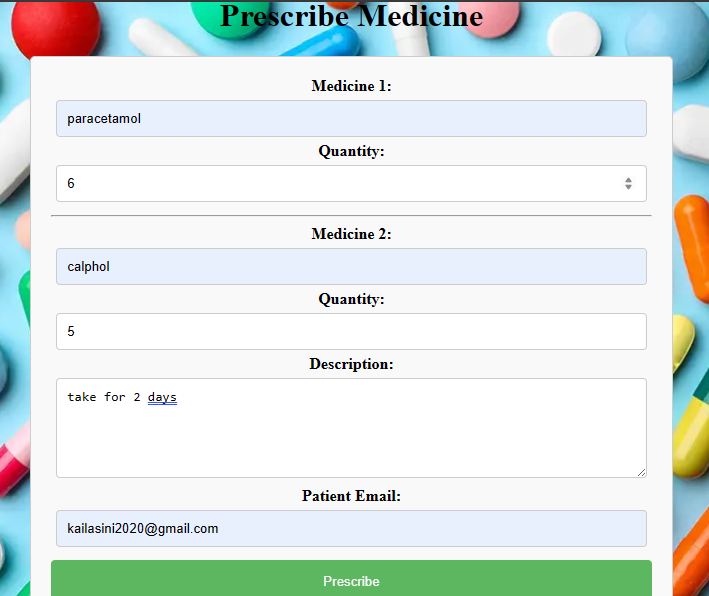 Prescribe Medicine
Medicine 1:
paracetamol
Quantity:
6
Medicine 2:
calphol
Quantity:
5
Description:
take for 2 days
Patient Email:
kailasini2020@gmail.com
Prescribe